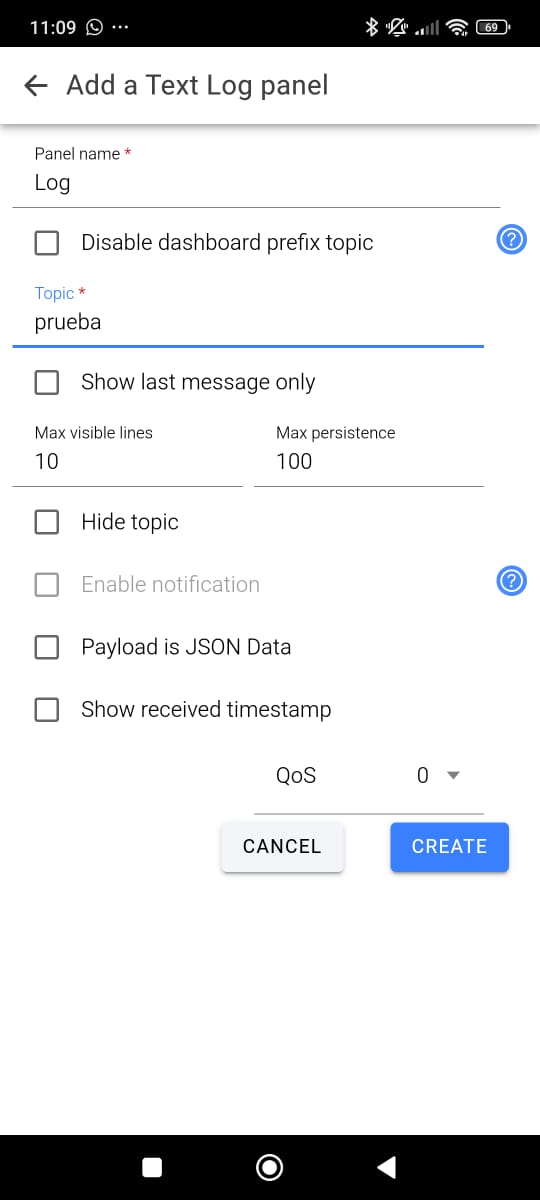 11:09
69
Add a Text Log panel
Panel name *
Log
Disable dashboard prefix topic
?
Topic *
prueba
Show last message only
Max visible lines
Max persistence
10
100
Hide topic
Enable notification
?
Payload is JSON Data
Show received timestamp
QoS
0
CANCEL
CREATE